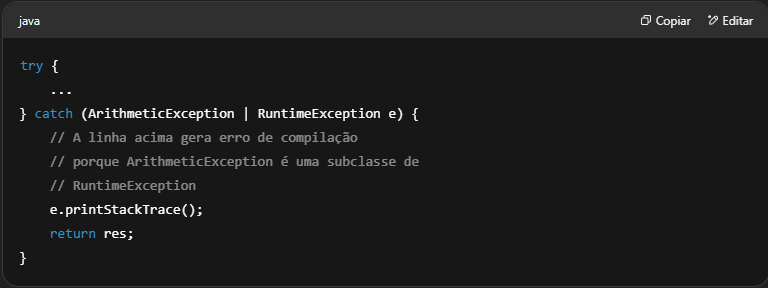 java Copiar Editar
try {
    ...
} catch (ArithmeticException | RuntimeException e) {
    // A linha acima gera erro de compilação
    // porque ArithmeticException é uma subclasse de
    // RuntimeException
    e.printStackTrace();
    return res;
}